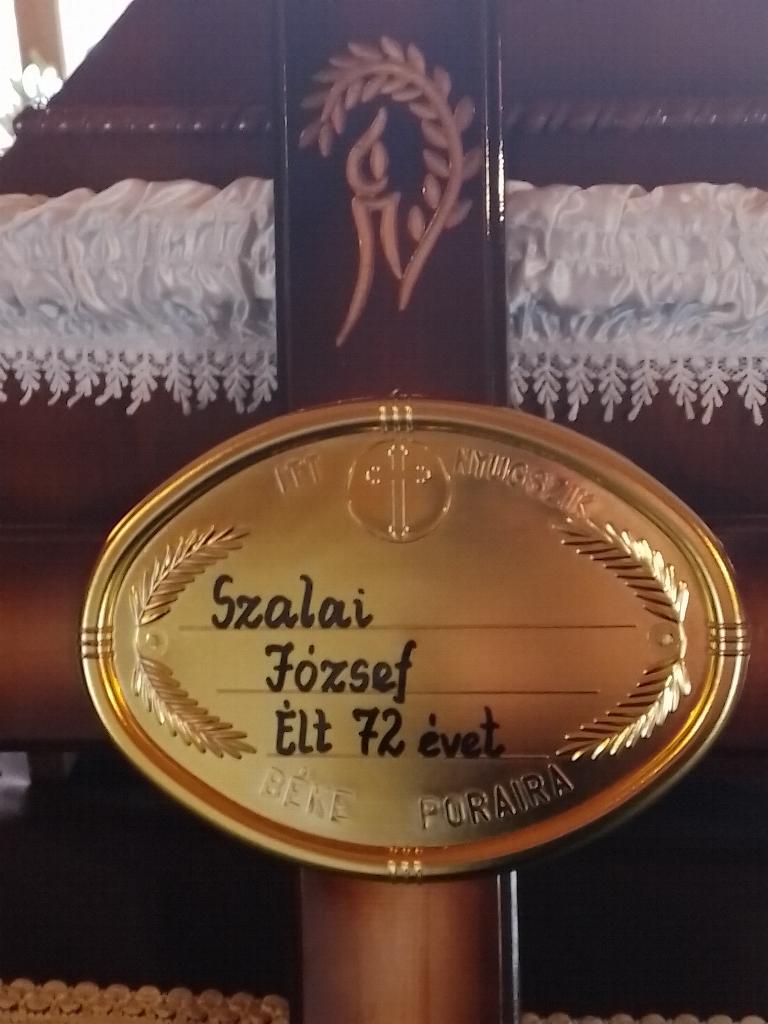 ITT NYUGSZIK
Szalai
József
Élt 72 évet
BÉKE PORAIRA